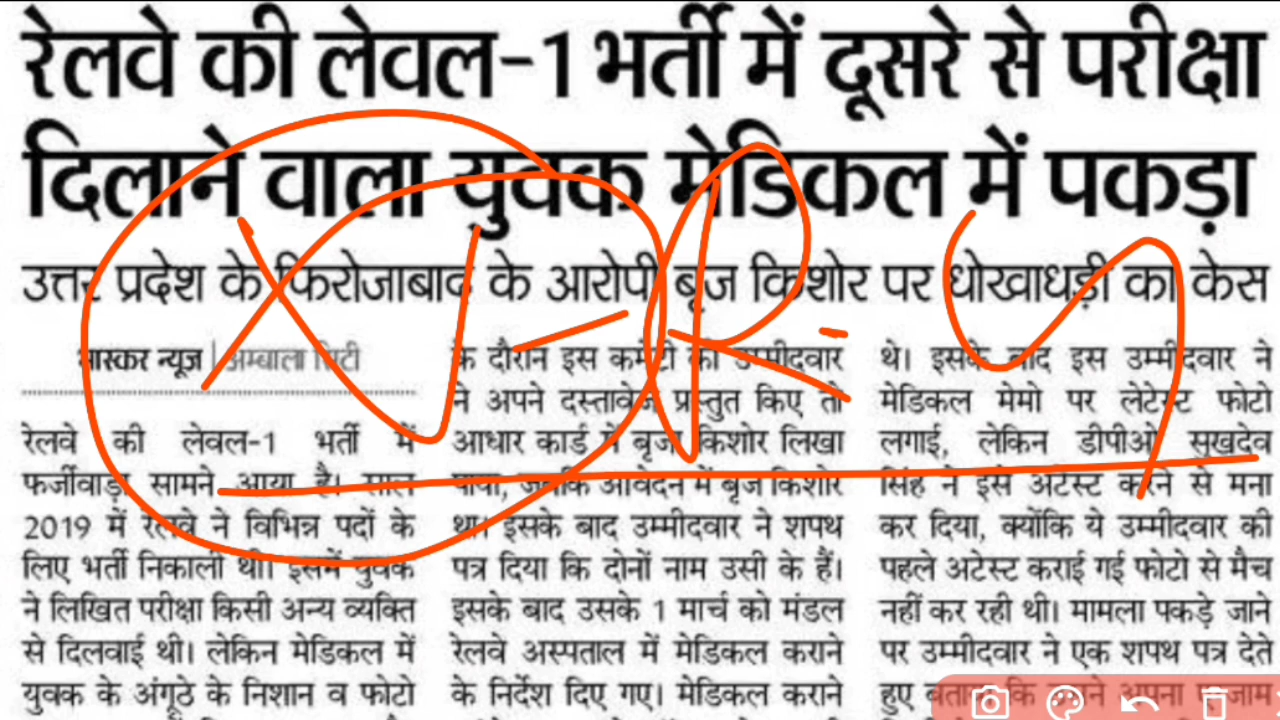 रेलवे की लेवल-1 भर्ती में दूसरे से परीक्षा
दिलाने वाला युवक मेडिकल में पकड़ा
उत्तर प्रदेश के फिरोजाबाद के आरोपी बृज किशोर पर धोखाधड़ी का केस
भास्कर न्यूज | अम्बाला सिटी
रेलवे की लेवल-1 भर्ती में
फर्जीवाड़ा सामने आया है। साल
2019 में रेलवे ने विभिन्न पदों के
लिए भर्ती निकाली थी। इसमें युवक
ने लिखित परीक्षा किसी अन्य व्यक्ति
से दिलवाई थी। लेकिन मेडिकल में
युवक के अंगूठे के निशान व फोटो
के दौरान इस कमेटी को उम्मीदवार
ने अपने दस्तावेज प्रस्तुत किए तो
आधार कार्ड में बृज किशोर लिखा
पाया, जबकि आवेदन में बृज किशोर
था। इसके बाद उम्मीदवार ने शपथ
पत्र दिया कि दोनों नाम उसी के हैं।
इसके बाद उसके 1 मार्च को मंडल
रेलवे अस्पताल में मेडिकल कराने
के निर्देश दिए गए। मेडिकल कराने
थे। इसके बाद इस उम्मीदवार ने
मेडिकल मेमो पर लेटेस्ट फोटो
लगाई, लेकिन डीपीओ सुखदेव
सिंह ने इसे अटेस्ट करने से मना
कर दिया, क्योंकि ये उम्मीदवार की
पहले अटेस्ट कराई गई फोटो से मैच
नहीं कर रही थी। मामला पकड़े जाने
पर उम्मीदवार ने एक शपथ पत्र देते
हुए बताया कि अपना